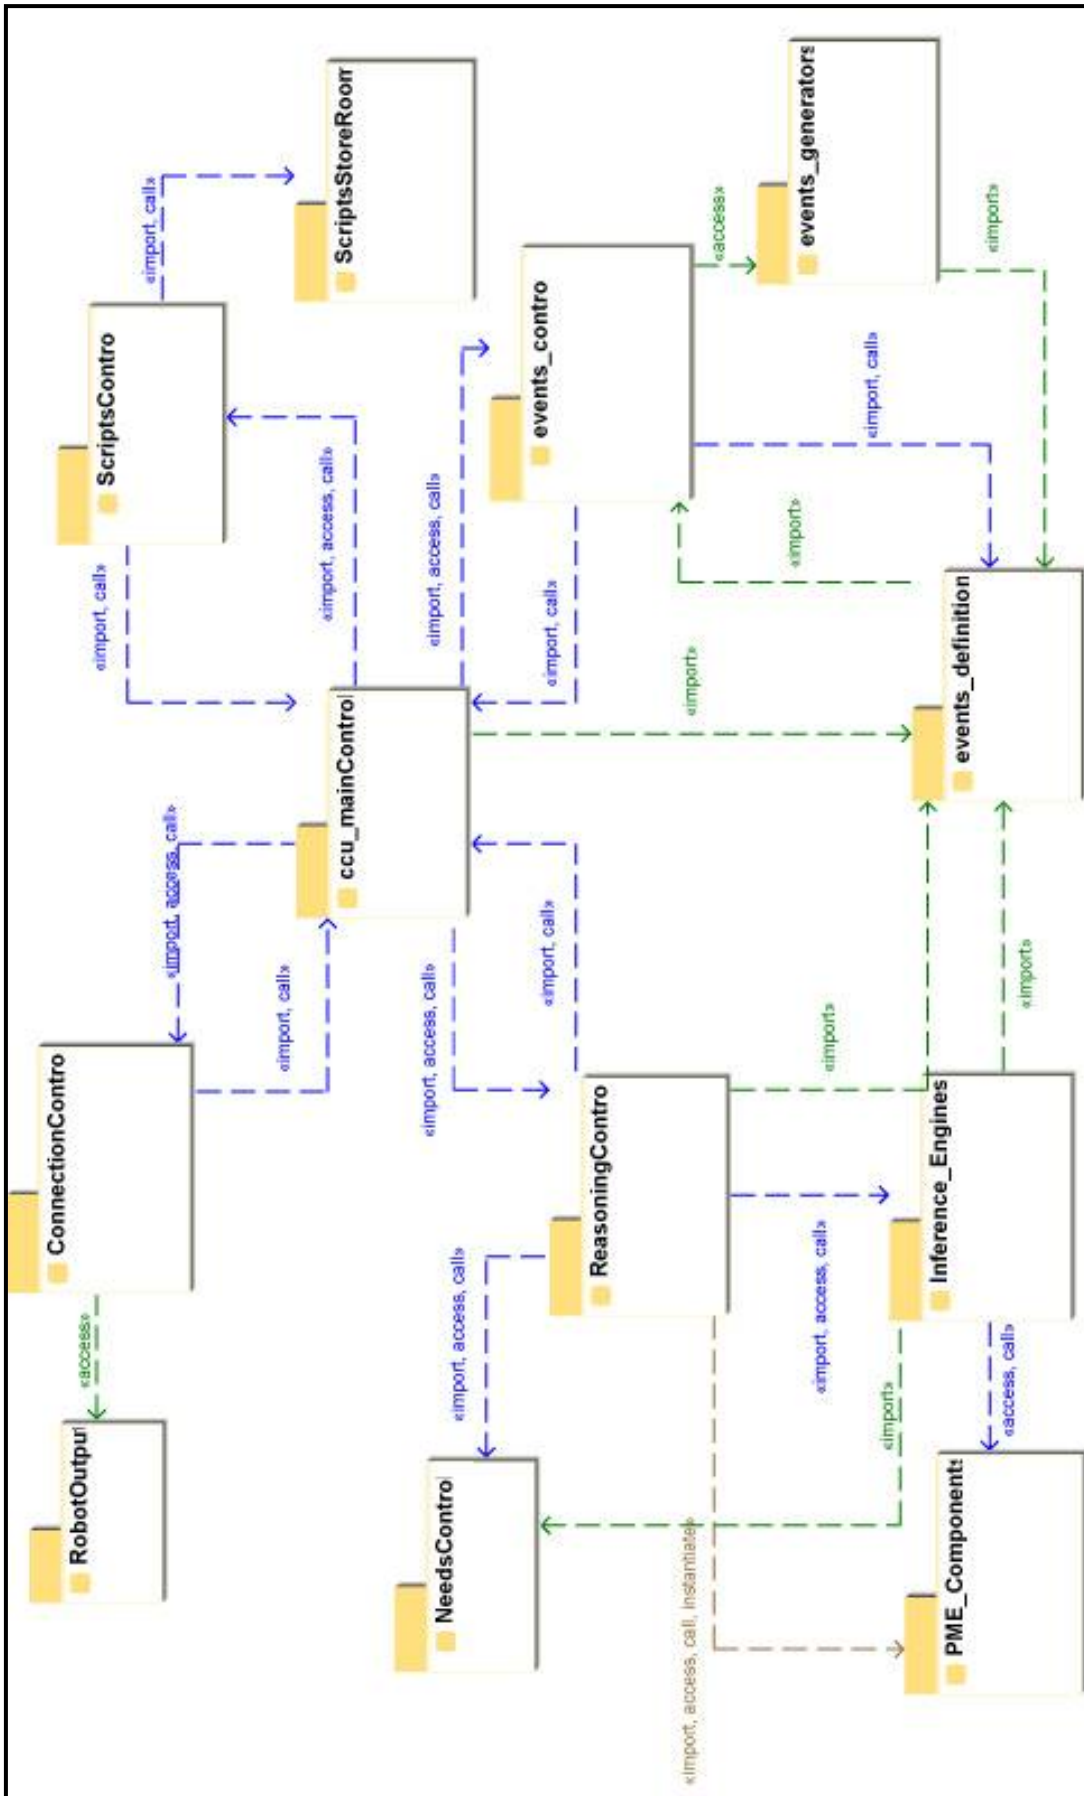 RobotOutput
ConnectionContro
«access»
ScriptsContro
«import, call»
«import, call»
«import, access, call»
«import, call»
«import, access, call»
ccu_mainControl
ScriptsStoreRoom
NeedsControl
«import, access, call»
«import, access, call»
«import, access, call»
«import, call»
«import, call»
events_contro
ReasoningContro
«import, access, call, instantiate»
«import»
«access»
«import»
events_generators
«import, access, call»
«import»
«import, call»
«import»
PME_Components
Inference_Engines
events_definition
«import»
«access, call»
«import»